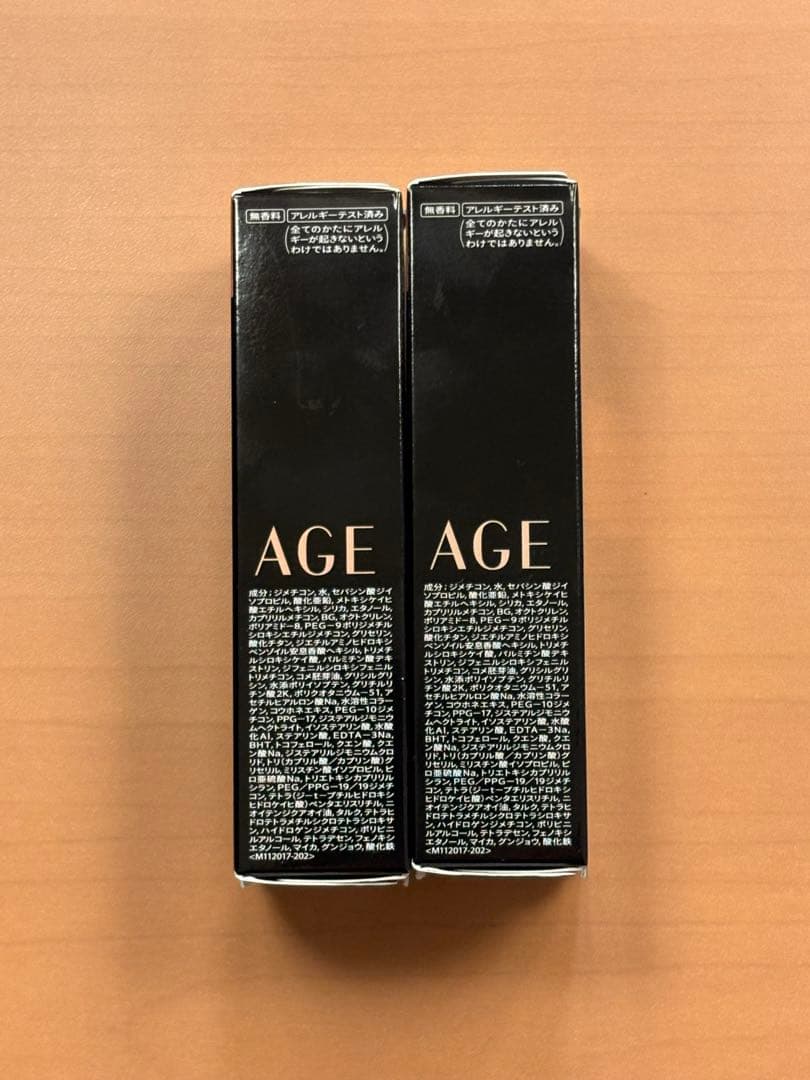 無香料 アレルギーテスト済み
(全てのかたにアレル
ギーが起きないという
わけではありません。)
AGE
成分:ジメチコン, 水, セバシン酸ジイ
ソプロピル, 酸化亜鉛, メトキシケイヒ
酸エチルヘキシル, シリカ, エタノール,
カプリリルメチコン, BG, オクトクリレン,
ポリアミド-8, PEG-9ポリジメチル
シロキシエチルジメチコン, グリセリン,
酸化チタン, ジエチルアミノヒドロキシ
ベンゾイル安息香酸ヘキシル, トリメチ
ルシロキシケイ酸, パルミチン酸デキ
ストリン, ジフェニルシロキシフェニル
トリメチコン, コメ胚芽油, グリシルグリ
シン, 水添ポリイソブテン, グリチルリ
チン酸2K, ポリクオタニウム-51, ア
セチルヒアルロン酸Na, 水溶性コラー
ゲン, コウホネエキス, PEG-10ジメ
チコン, PPG-17, ジステアルジモニウ
ムヘクトライト, イソステアリン酸, 水酸
化Al, ステアリン酸, EDTA-3Na,
BHT, トコフェロール, クエン酸, クエ
ン酸Na, ジステアリルジモニウムクロ
リド, トリ(カプリル酸/カプリン酸)グ
リセリル, ミリスチン酸イソプロピル, ピ
ロ亜硫酸Na, トリエトキシカプリリル
シラン, PEG/PPG-19/19ジメチ
コン, テトラ(ジ-t-ブチルヒドロキシ
ヒドロケイヒ酸)ペンタエリスリチル, ニ
オイテンジクアオイ油, タルク, テトラヒ
ドロテトラメチルシクロテトラシロキサ
ン, ハイドロゲンジメチコン, ポリビニ
ルアルコール, テトラデセン, フェノキシ
エタノール, マイカ, グンジョウ, 酸化鉄
<M112017-202>
無香料 アレルギーテスト済み
(全てのかたにアレル
ギーが起きないという
わけではありません。)
AGE
成分:ジメチコン, 水, セバシン酸ジイ
ソプロピル, 酸化亜鉛, メトキシケイヒ
酸エチルヘキシル, シリカ, エタノール,
カプリリルメチコン, BG, オクトクリレン,
ポリアミド-8, PEG-9ポリジメチル
シロキシエチルジメチコン, グリセリン,
酸化チタン, ジエチルアミノヒドロキシ
ベンゾイル安息香酸ヘキシル, トリメチ
ルシロキシケイ酸, パルミチン酸デキ
ストリン, ジフェニルシロキシフェニル
トリメチコン, コメ胚芽油, グリシルグリ
シン, 水添ポリイソブテン, グリチルリ
チン酸2K, ポリクオタニウム-51, ア
セチルヒアルロン酸Na, 水溶性コラー
ゲン, コウホネエキス, PEG-10ジメ
チコン, PPG-17, ジステアルジモニウ
ムヘクトライト, イソステアリン酸, 水酸
化Al, ステアリン酸, EDTA-3Na,
BHT, トコフェロール, クエン酸, クエ
ン酸Na, ジステアリルジモニウムクロ
リド, トリ(カプリル酸/カプリン酸)グ
リセリル, ミリスチン酸イソプロピル, ピ
ロ亜硫酸Na, トリエトキシカプリリル
シラン, PEG/PPG-19/19ジメチ
コン, テトラ(ジ-t-ブチルヒドロキシ
ヒドロケイヒ酸)ペンタエリスリチル, ニ
オイテンジクアオイ油, タルク, テトラヒ
ドロテトラメチルシクロテトラシロキサ
ン, ハイドロゲンジメチコン, ポリビニ
ルアルコール, テトラデセン, フェノキシ
エタノール, マイカ, グンジョウ, 酸化鉄
<M112017-202>